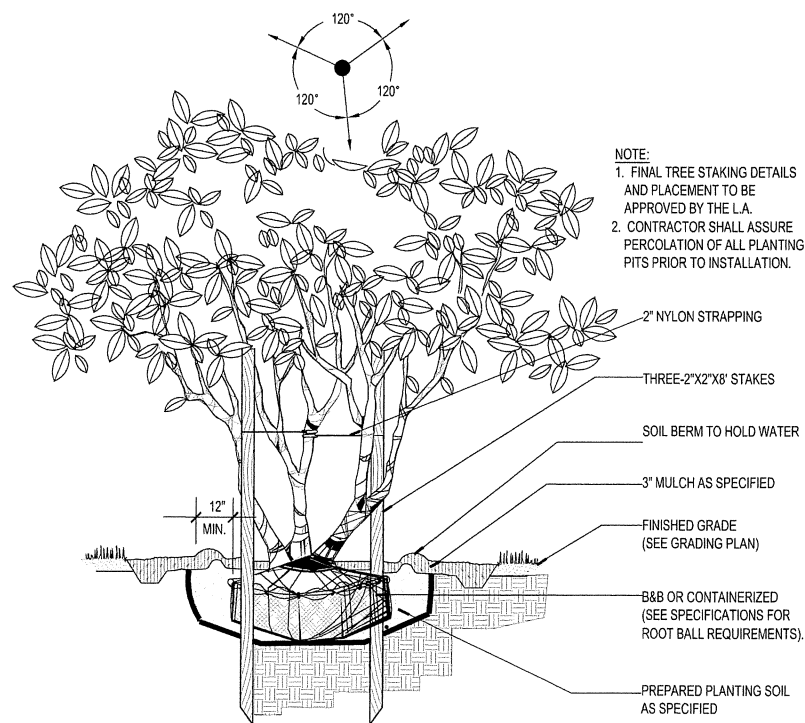 120°
120°
120°
NOTE:
1. FINAL TREE STAKING DETAILS
AND PLACEMENT TO BE
APPROVED BY THE L.A.
2. CONTRACTOR SHALL ASSURE
PERCOLATION OF ALL PLANTING
PITS PRIOR TO INSTALLATION.
2" NYLON STRAPPING
THREE-2"X2"X8' STAKES
SOIL BERM TO HOLD WATER
3" MULCH AS SPECIFIED
12"
MIN.
FINISHED GRADE
(SEE GRADING PLAN)
B&B OR CONTAINERIZED
(SEE SPECIFICATIONS FOR
ROOT BALL REQUIREMENTS).
PREPARED PLANTING SOIL
AS SPECIFIED